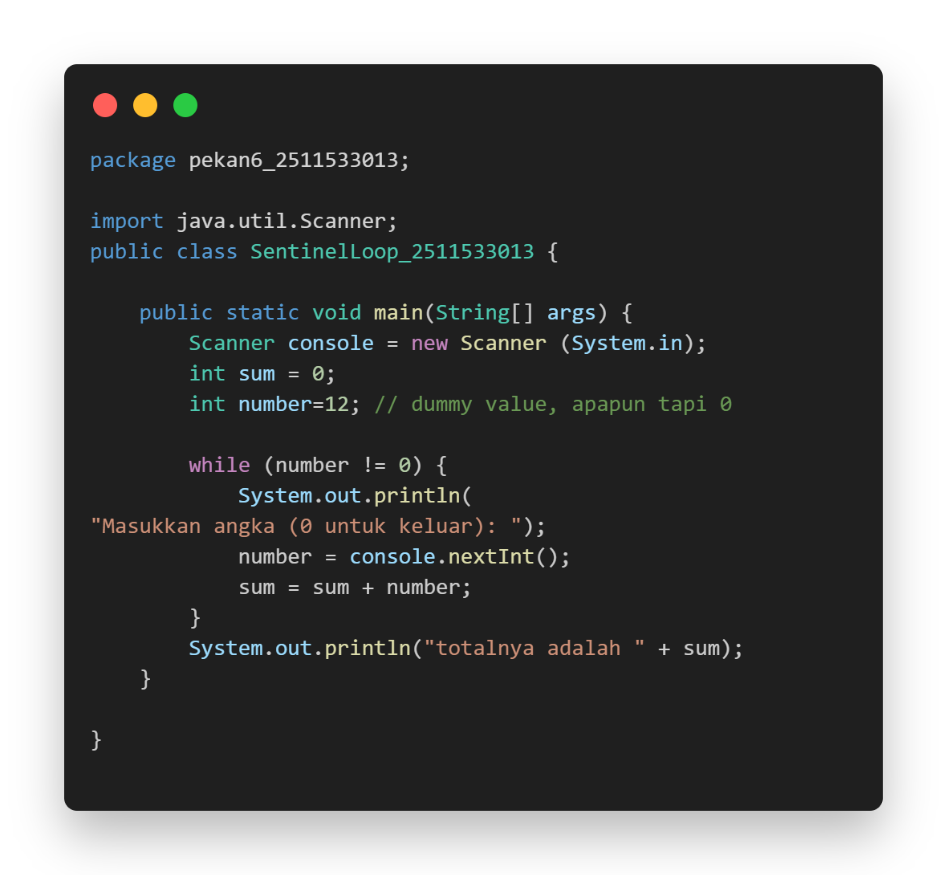 package pekan6_2511533013;
import java.util.Scanner;
public class SentinelLoop_2511533013 {
public static void main(String[] args) {
Scanner console = new Scanner (System.in);
int sum = 0;
int number=12; // dummy value, apapun tapi 0
while (number != 0) {
System.out.println(
"Masukkan angka (0 untuk keluar): ");
number = console.nextInt();
sum = sum + number;
}
System.out.println("totalnya adalah " + sum);
}
}